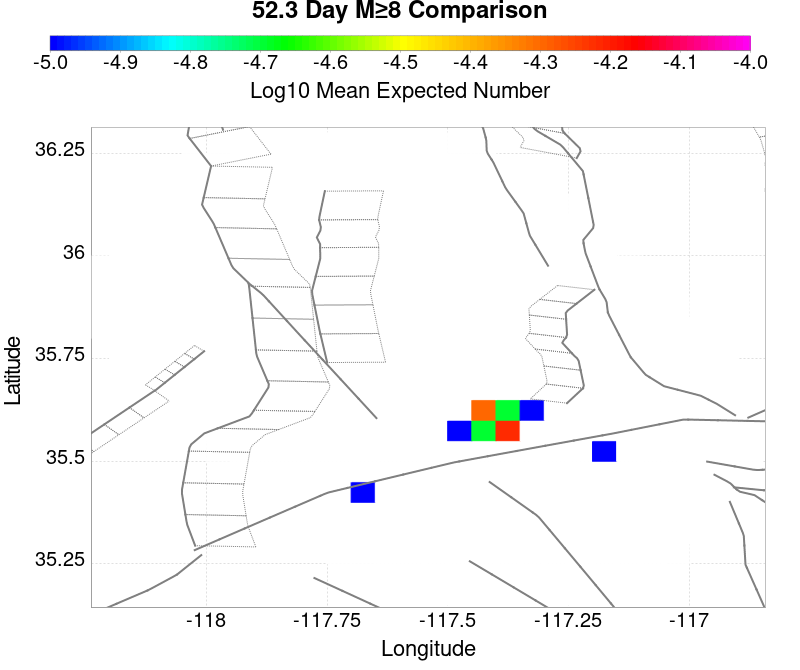 52.3 Day M≥8 Comparison
-5.0 -4.9 -4.8 -4.7 -4.6 -4.5 -4.4 -4.3 -4.2 -4.1 -4.0
Log10 Mean Expected Number
36.25
36
35.75
35.5
35.25
Latitude
-118 -117.75 -117.5 -117.25 -117
Longitude